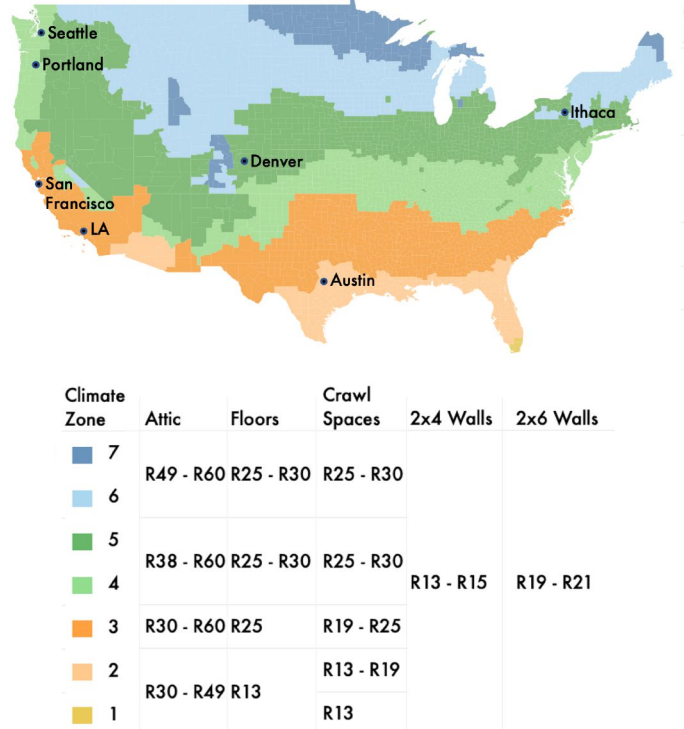 Seattle
Portland
Ithaca
Denver
San
Francisco
LA
Austin
Climate
Zone Attic Floors Crawl
Spaces 2x4 Walls 2x6 Walls
7
R49 - R60 R25 - R30 R25 - R30
6
5
R38 - R60 R25 - R30 R25 - R30
4 R13 - R15 R19 - R21
3 R30 - R60 R25 R19 - R25
2 R13 - R19
R30 - R49 R13
1 R13